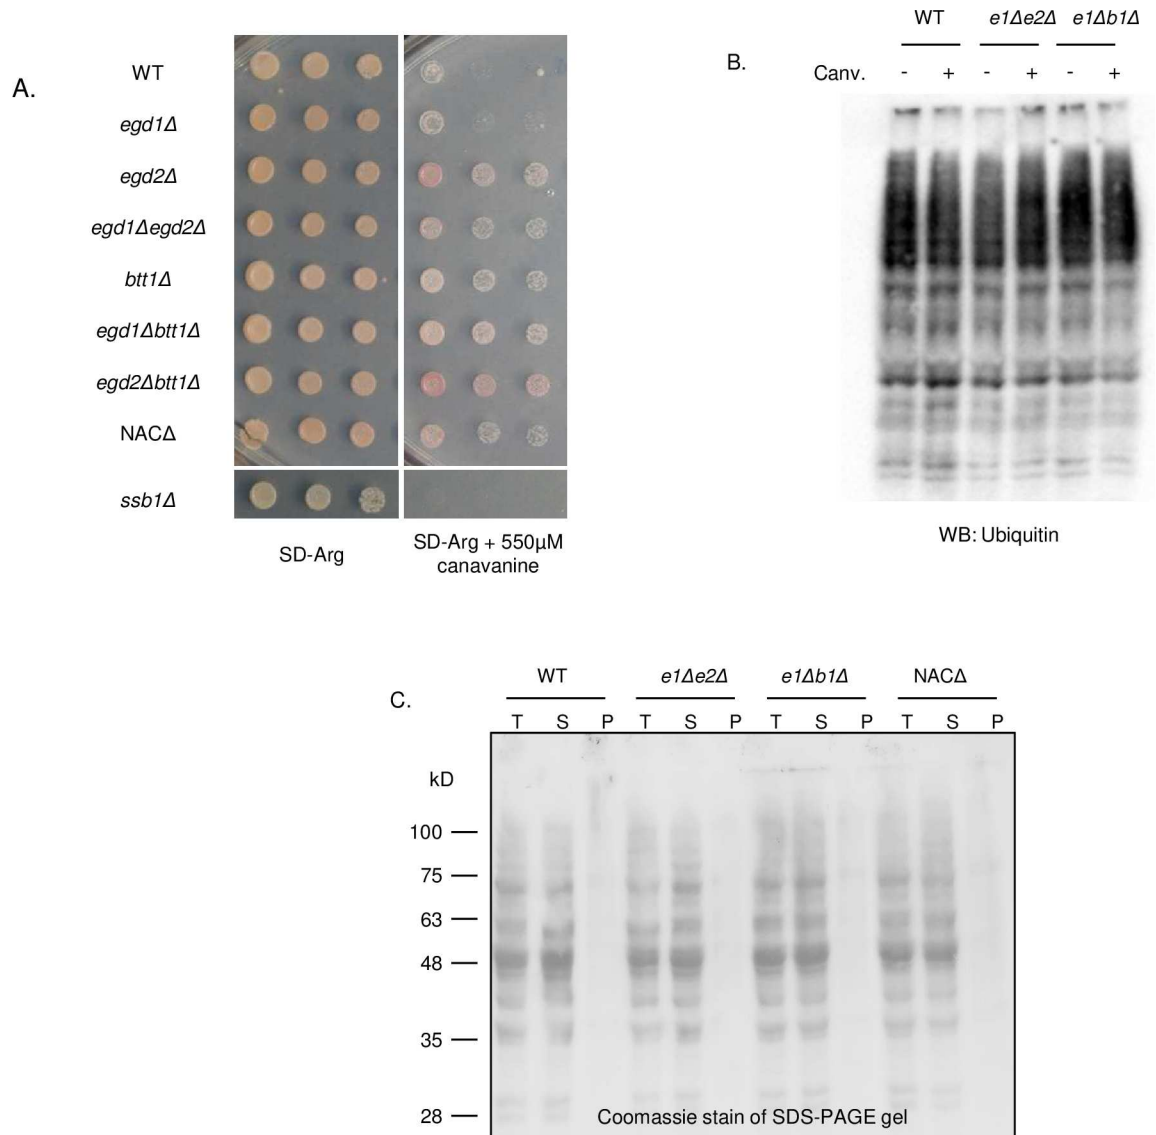 A.
WT
egd1Δ
egd2Δ
egd1Δegd2Δ
btt1Δ
egd1Δbtt1Δ
egd2Δbtt1Δ
NACΔ
ssb1Δ
SD-Arg
SD-Arg + 550µM
canavanine
B.
WT e1Δe2Δ e1Δb1Δ
Canv. - + - + - +
WB: Ubiquitin
C.
WT e1Δe2Δ e1Δb1Δ NACΔ
T S P T S P T S P T S P
kD
100
75
63
48
35
28
Coomassie stain of SDS-PAGE gel